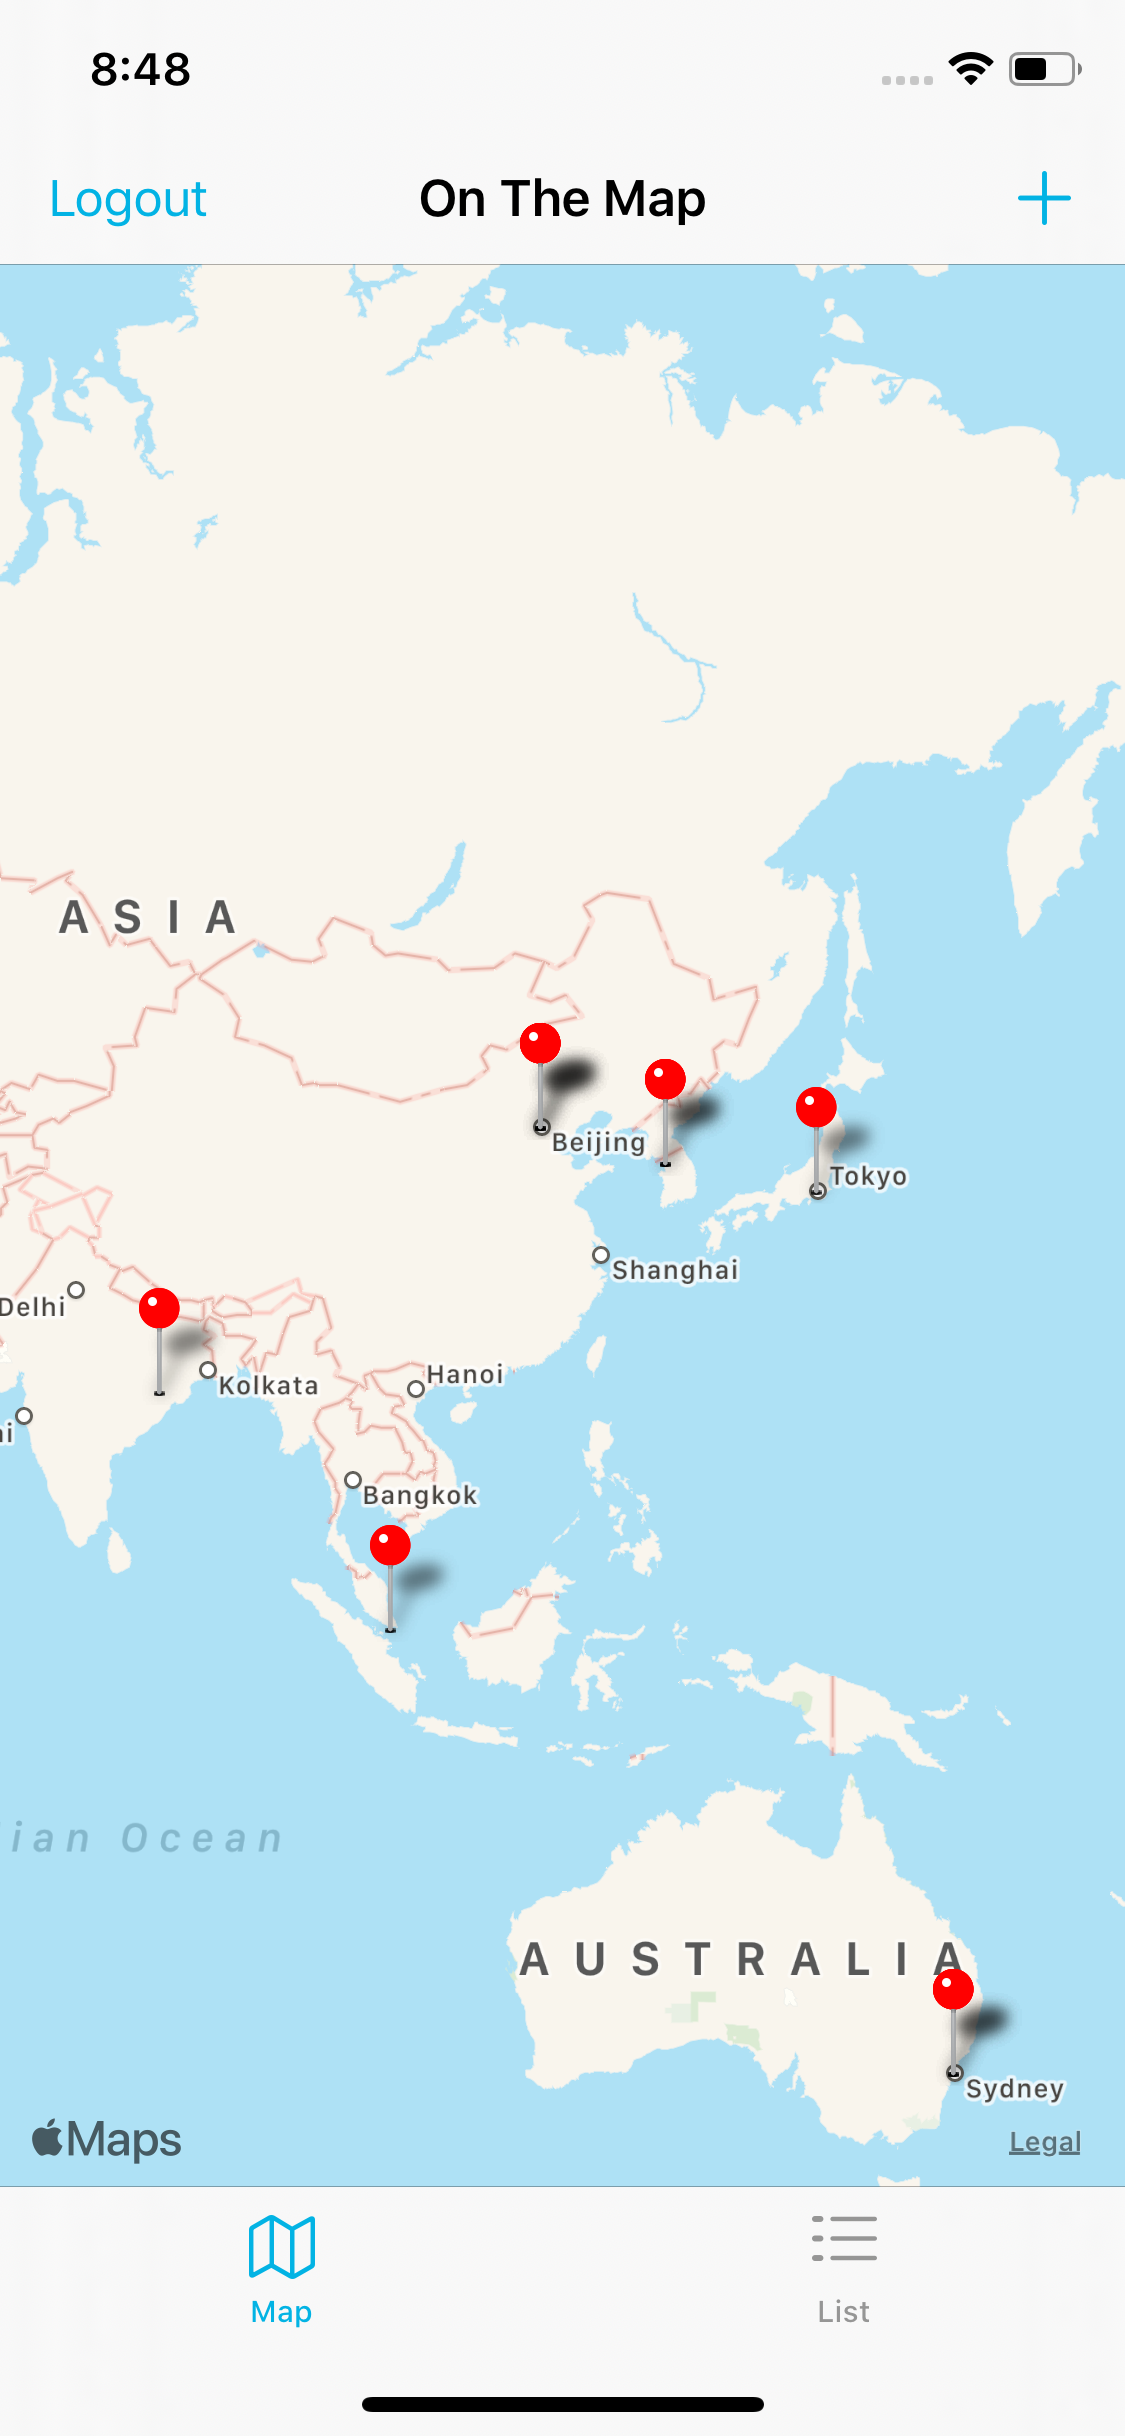 8:48
Logout
On The Map
ASIA
Beijing
Tokyo
Shanghai
Delhi
Kolkata
Hanoi
ai
Bangkok
ian Ocean
AUSTRALIA
Sydney
Maps
Legal
Map
List